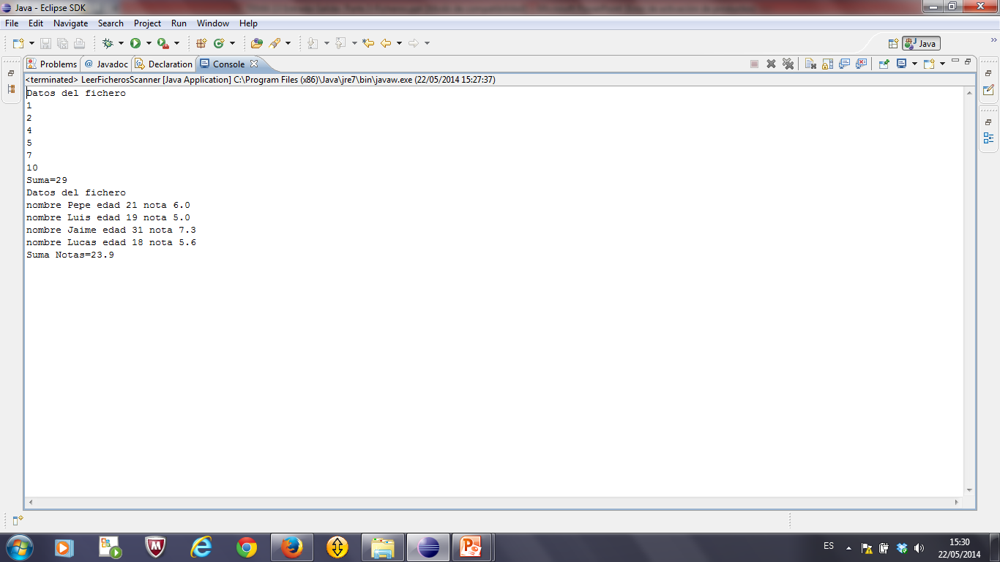 Java - Eclipse SDK
File Edit Navigate Search Project Run Window Help
Java
Problems @ Javadoc Declaration Console
<terminated> LeerFicherosScanner [Java Application] C:\Program Files (x86)\Java\jre7\bin\javaw.exe (22/05/2014 15:27:37)
Datos del fichero
1
2
4
5
7
10
Suma=29
Datos del fichero
nombre Pepe edad 21 nota 6.0
nombre Luis edad 19 nota 5.0
nombre Jaime edad 31 nota 7.3
nombre Lucas edad 18 nota 5.6
Suma Notas=23.9
ES
15:30
22/05/2014